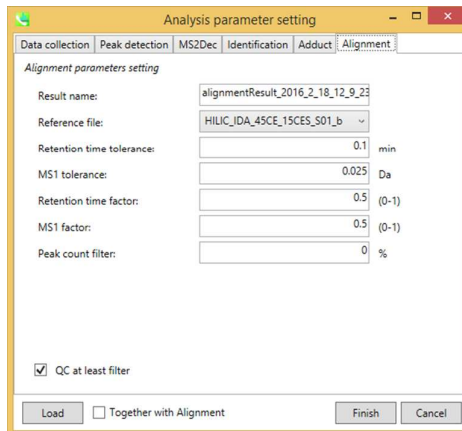 Analysis parameter setting
Data collection Peak detection MS2Dec Identification Adduct Alignment
Alignment parameters setting
Result name: alignmentResult_2016_2_18_12_9_23
Reference file: HILIC_IDA_45CE_15CES_S01_b
Retention time tolerance: 0.1 min
MS1 tolerance: 0.025 Da
Retention time factor: 0.5 (0-1)
MS1 factor: 0.5 (0-1)
Peak count filter: 0 %
QC at least filter
Load Together with Alignment Finish Cancel